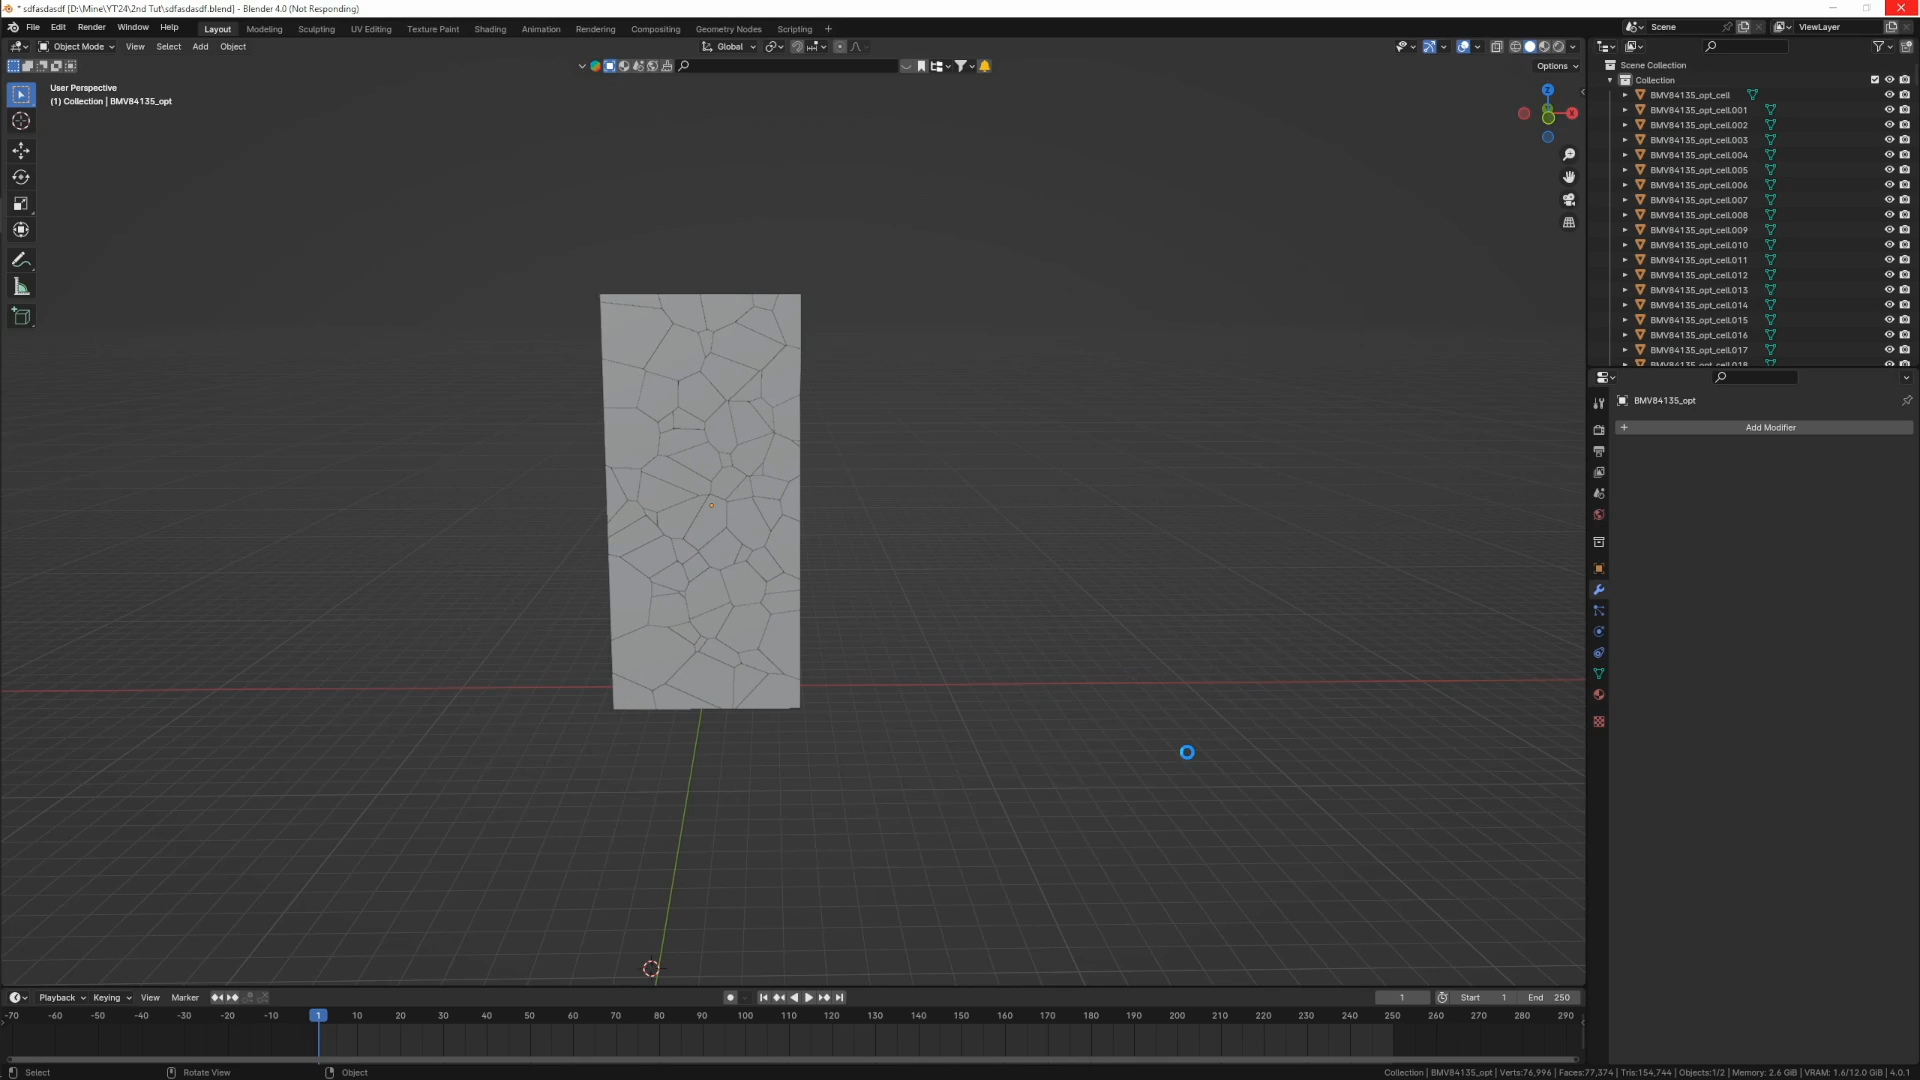 * sdfasdasdf [D:\Mine\YT'24\2nd Tut\sdfasdasdf.blend] - Blender 4.0 (Not Responding)
File Edit Render Window Help Layout Modeling Sculpting UV Editing Texture Paint Shading Animation Rendering Compositing Geometry Nodes Scripting + Scene ViewLayer
Object Mode View Select Add Object Global
Options
User Perspective
(1) Collection | BMV84135_opt
Z
X
Scene Collection
Collection
BMV84135_opt_cell
BMV84135_opt_cell.001
BMV84135_opt_cell.002
BMV84135_opt_cell.003
BMV84135_opt_cell.004
BMV84135_opt_cell.005
BMV84135_opt_cell.006
BMV84135_opt_cell.007
BMV84135_opt_cell.008
BMV84135_opt_cell.009
BMV84135_opt_cell.010
BMV84135_opt_cell.011
BMV84135_opt_cell.012
BMV84135_opt_cell.013
BMV84135_opt_cell.014
BMV84135_opt_cell.015
BMV84135_opt_cell.016
BMV84135_opt_cell.017
BMV84135_opt_cell.018
BMV84135_opt
+ Add Modifier
Playback Keying View Marker 1 Start 1 End 250
-70 -60 -50 -40 -30 -20 -10 1 10 20 30 40 50 60 70 80 90 100 110 120 130 140 150 160 170 180 190 200 210 220 230 240 250 260 270 280 290
Select Rotate View Object Collection | BMV84135_opt | Verts:76,996 | Faces:77,374 | Tris:154,744 | Objects:1/2 | Memory: 2.6 GiB | VRAM: 1.6/12.0 GiB | 4.0.1